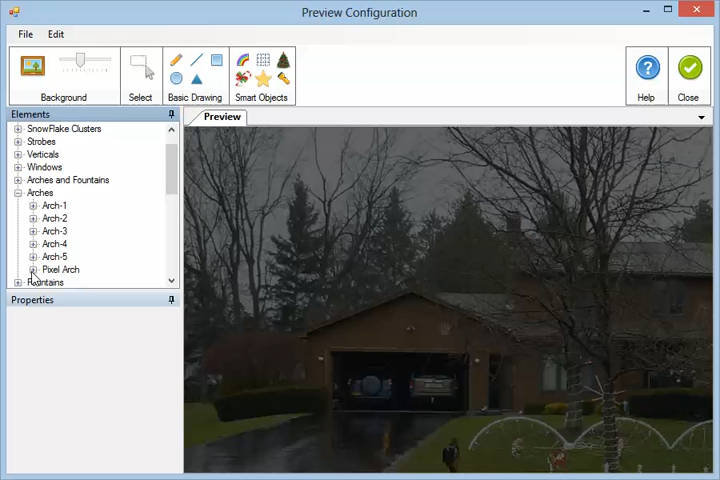 Preview Configuration
File Edit
Background
Select
Basic Drawing
Smart Objects
Help
Close
Elements
Preview
SnowFlake Clusters
Strobes
Verticals
Windows
Arches and Fountains
Arches
Arch-1
Arch-2
Arch-3
Arch-4
Arch-5
Pixel Arch
Fountains
Properties